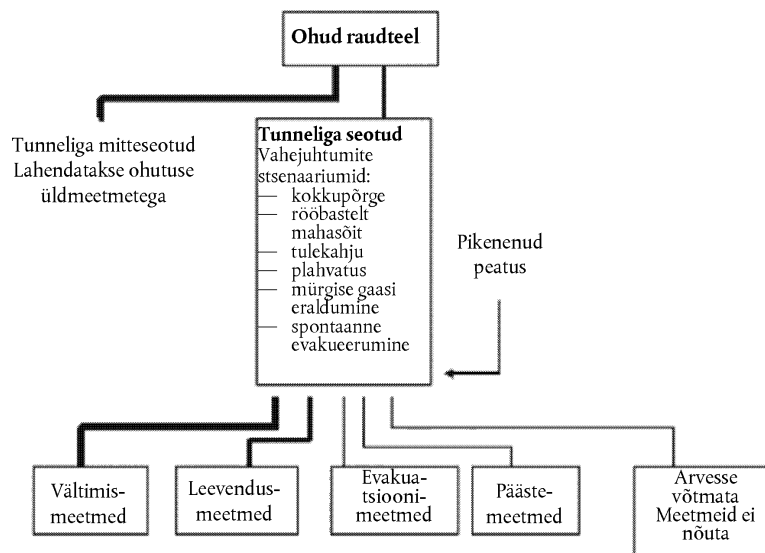 Ohud raudteel
Tunneliga mitteseotud
Lahendatakse ohutuse
üldmeetmetega
Tunneliga seotud
Vahejuhtumite
stsenaariumid:
— kokkupõrge
— rööbastelt
mahasõit
— tulekahju
— plahvatus
— mürgise gaasi
eraldumine
— spontaanne
evakueerumine
Pikenenud
peatus
Vältimis-
meetmed
Leevendus-
meetmed
Evakua-
tsiooni-
meetmed
Pääste-
meetmed
Arvesse
võtmata
Meetmeid ei
nõuta